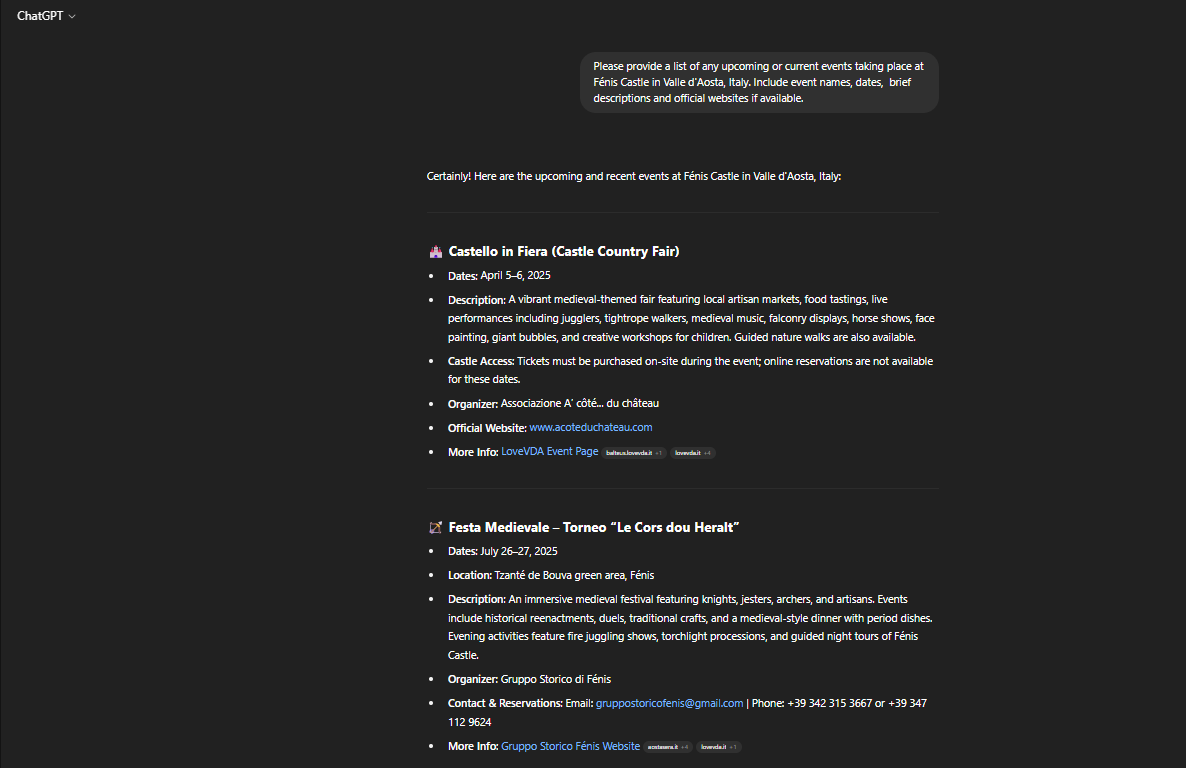 ChatGPT
Please provide a list of any upcoming or current events taking place at
Fénis Castle in Valle d'Aosta, Italy. Include event names, dates,  brief
descriptions and official websites if available.
Certainly! Here are the upcoming and recent events at Fénis Castle in Valle d'Aosta, Italy:
🏰 Castello in Fiera (Castle Country Fair)
• Dates: April 5–6, 2025
• Description: A vibrant medieval-themed fair featuring local artisan markets, food tastings, live
performances including jugglers, tightrope walkers, medieval music, falconry displays, horse shows, face
painting, giant bubbles, and creative workshops for children. Guided nature walks are also available.
• Castle Access: Tickets must be purchased on-site during the event; online reservations are not available
for these dates.
• Organizer: Associazione A' côté... du château
• Official Website: www.acoteduchateau.com
• More Info: LoveVDA Event Page balteus.lovevda.it +1 lovevda.it +4
🏹 Festa Medievale – Torneo “Le Cors dou Heralt”
• Dates: July 26–27, 2025
• Location: Tzanté de Bouva green area, Fénis
• Description: An immersive medieval festival featuring knights, jesters, archers, and artisans. Events
include historical reenactments, duels, traditional crafts, and a medieval-style dinner with period dishes.
Evening activities feature fire juggling shows, torchlight processions, and guided night tours of Fénis
Castle.
• Organizer: Gruppo Storico di Fénis
• Contact & Reservations: Email: gruppostoricofenis@gmail.com | Phone: +39 342 315 3667 or +39 347
112 9624
• More Info: Gruppo Storico Fénis Website aostasera.it +4 lovevda.it +1